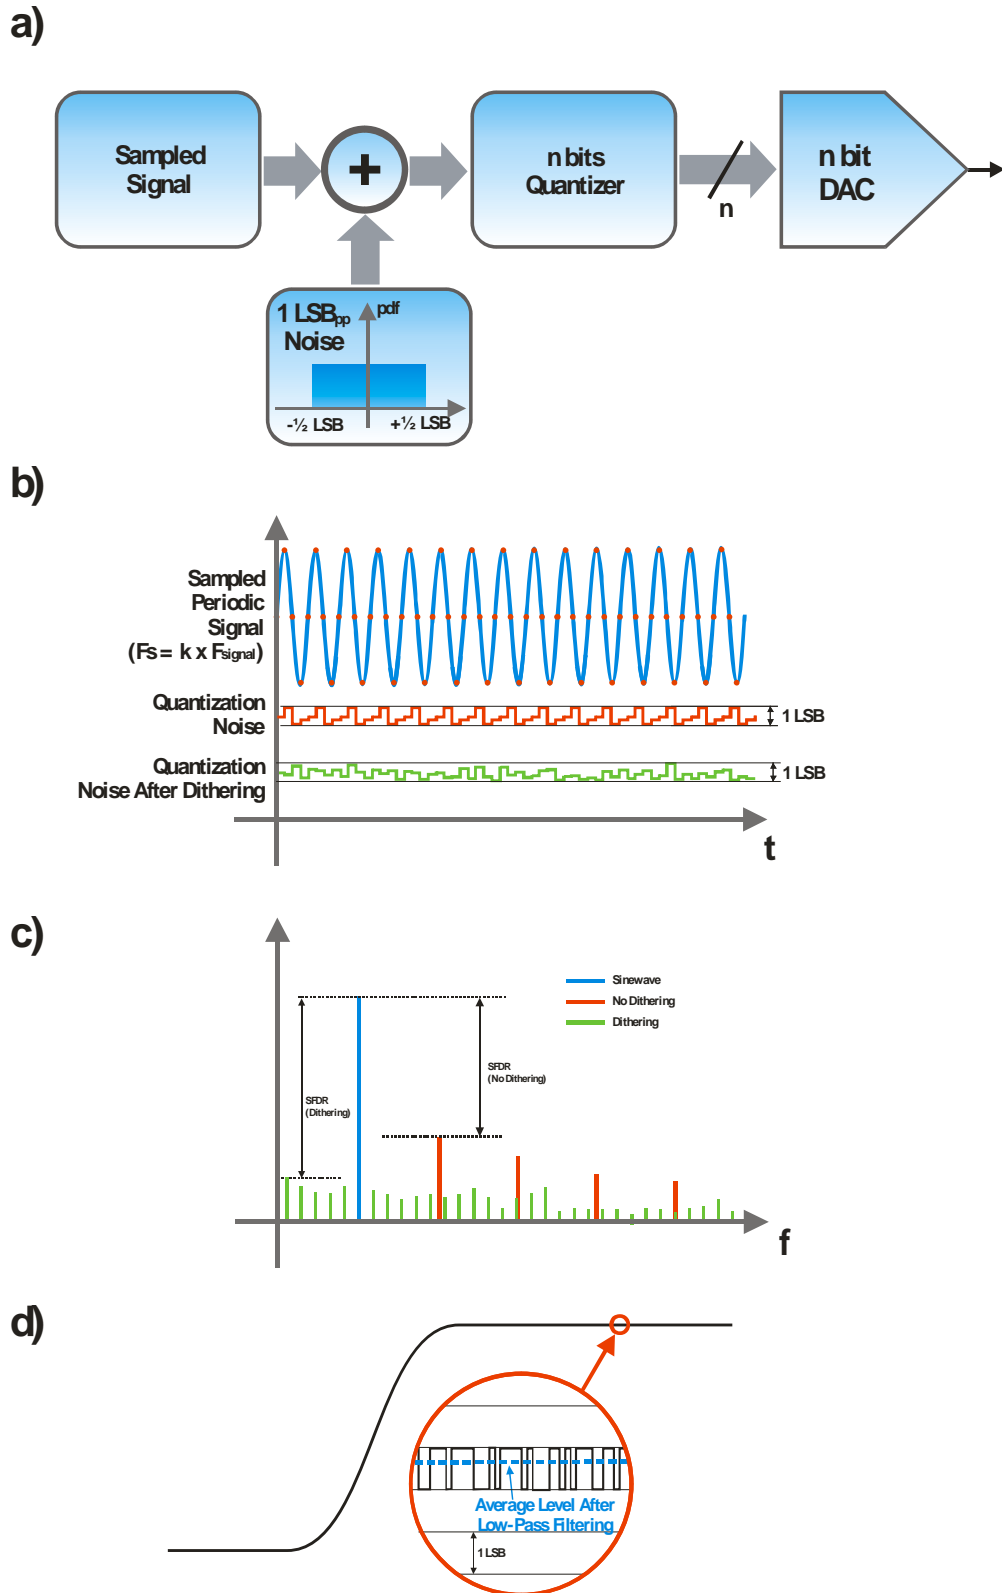 a)
Sampled
Signal
+
n bits
Quantizer
n
n bit
DAC
1 LSBpp
Noise
pdf
-½ LSB
+½ LSB
b)
Sampled
Periodic
Signal
(Fs = k x Fsignal)
Quantization
Noise
1 LSB
Quantization
Noise After Dithering
1 LSB
t
c)
Sinewave
No Dithering
Dithering
SFDR
(No Dithering)
SFDR
(Dithering)
f
d)
Average Level After
Low-Pass Filtering
1 LSB